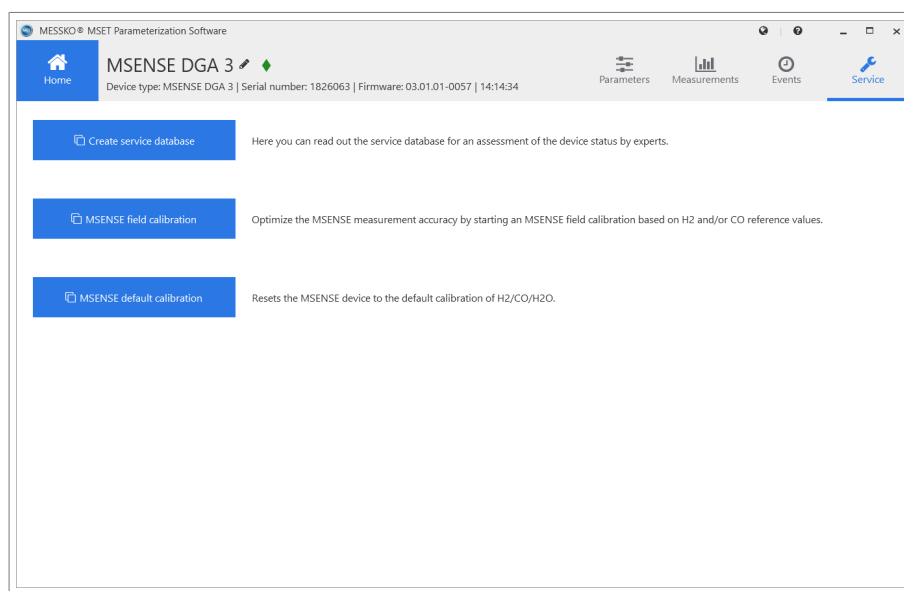 MESSKO® MSET Parameterization Software
Home
MSENSE DGA 3
Device type: MSENSE DGA 3 | Serial number: 1826063 | Firmware: 03.01.01-0057 | 14:14:34
Parameters
Measurements
Events
Service
Create service database
Here you can read out the service database for an assessment of the device status by experts.
MSENSE field calibration
Optimize the MSENSE measurement accuracy by starting an MSENSE field calibration based on H2 and/or CO reference values.
MSENSE default calibration
Resets the MSENSE device to the default calibration of H2/CO/H2O.